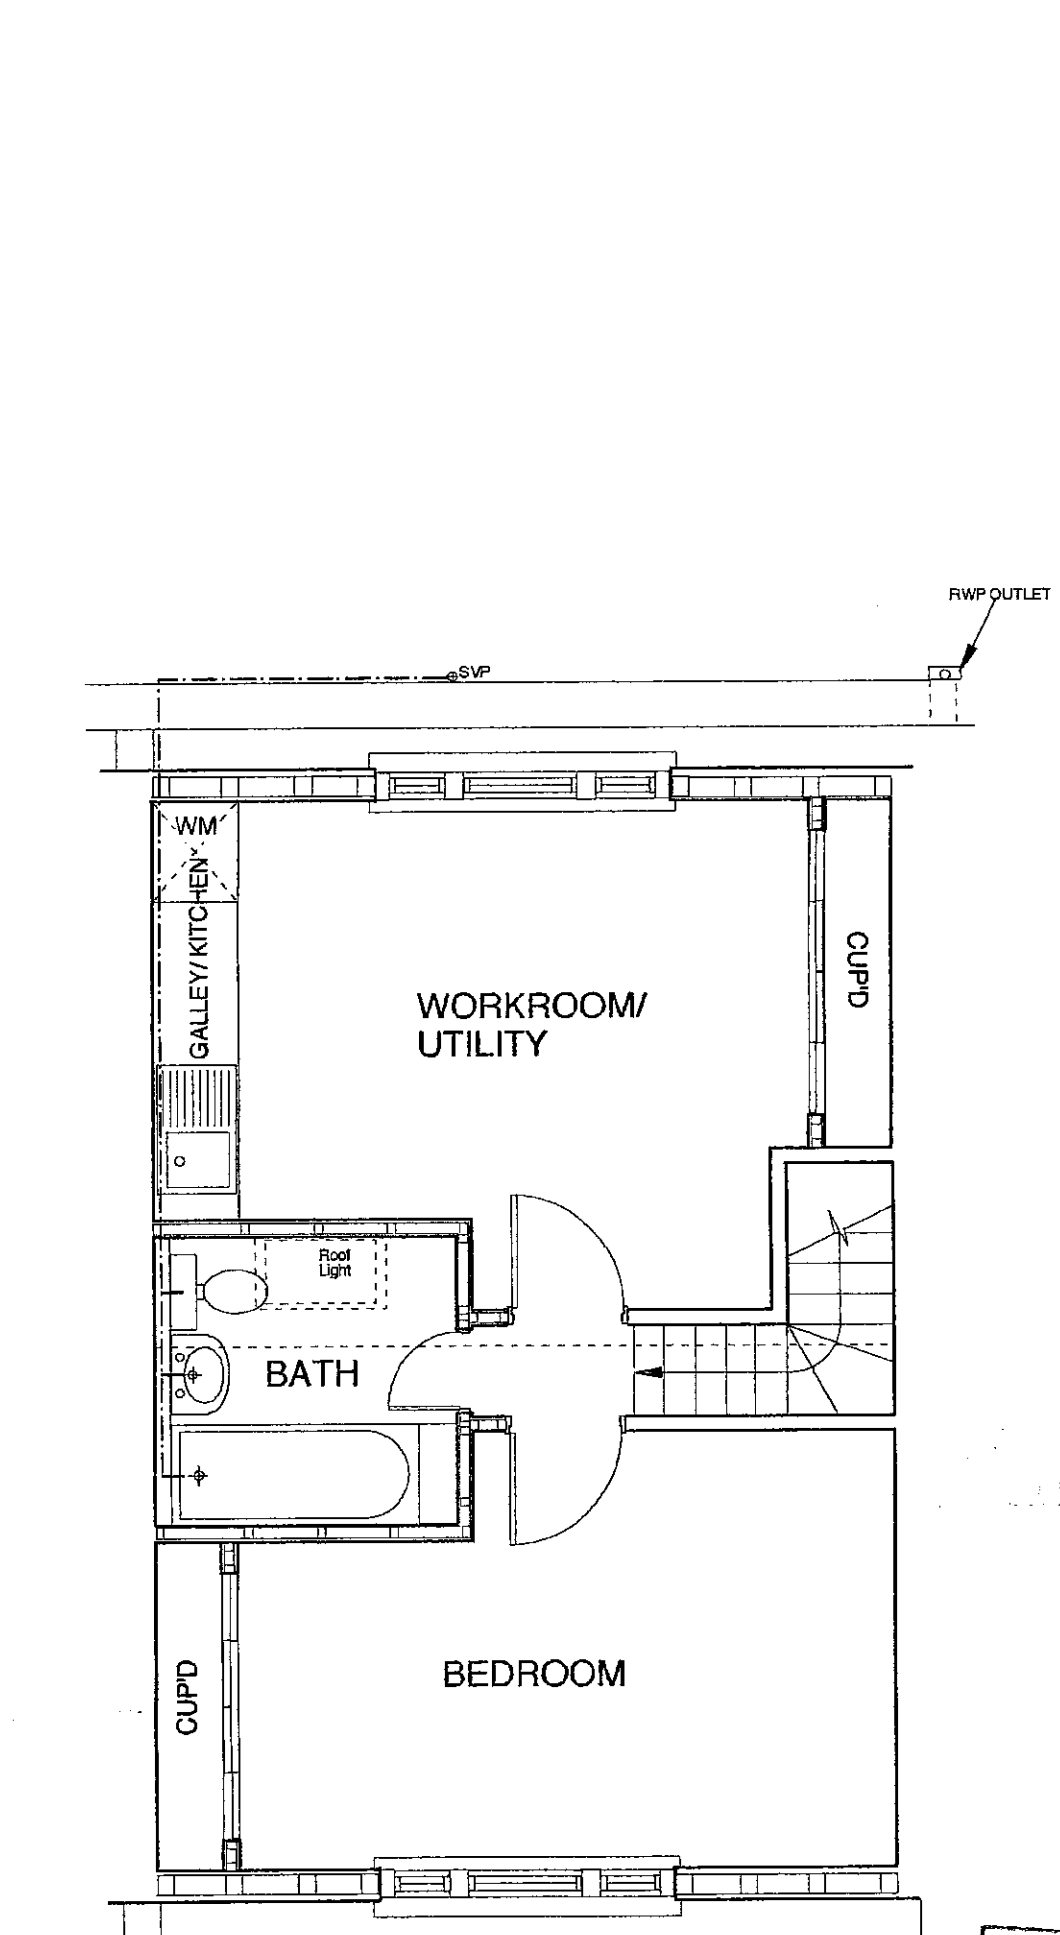 RWP OUTLET
SVP
WM
GALLEY/KITCHEN
CUP'D
WORKROOM/
UTILITY
Roof
Light
BATH
BEDROOM
CUP'D